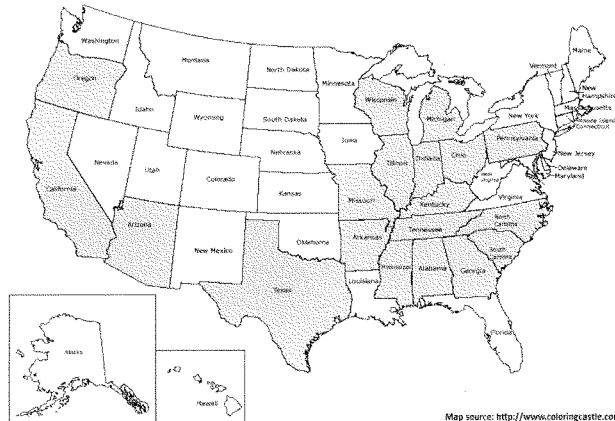 Washington
Oregon
California
Nevada
Idaho
Montana
Wyoming
Utah
Arizona
Colorado
New Mexico
North Dakota
South Dakota
Nebraska
Kansas
Oklahoma
Texas
Minnesota
Iowa
Missouri
Arkansas
Louisiana
Wisconsin
Illinois
Michigan
Indiana
Ohio
Kentucky
Tennessee
Mississippi
Alabama
Georgia
Florida
South
Carolina
North
Carolina
Virginia
West
Virginia
Pennsylvania
New York
Vermont
Maine
New
Hampshire
Massachusetts
Rhode Island
Connecticut
New Jersey
Delaware
Maryland
Alaska
Hawaii
Map source: http://www.coloringcastle.com